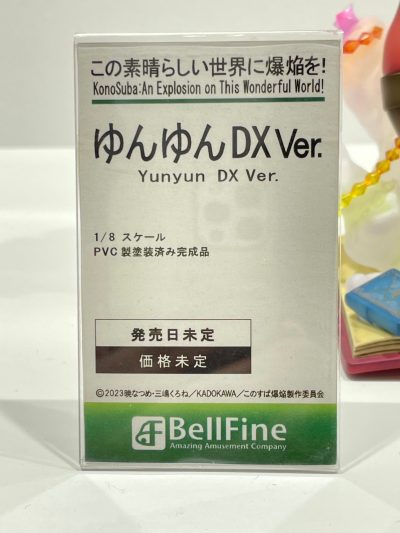 この素晴らしい世界に爆焔を!
KonoSuba:An Explosion on This Wonderful World!
ゆんゆん DX Ver.
Yunyun DX Ver.
1/8 スケール
PVC製塗装済み完成品
発売日未定
価格未定
©2023暁なつめ・三嶋くろね/KADOKAWA/このすば爆焔製作委員会
BellFine
Amazing Amusement Company